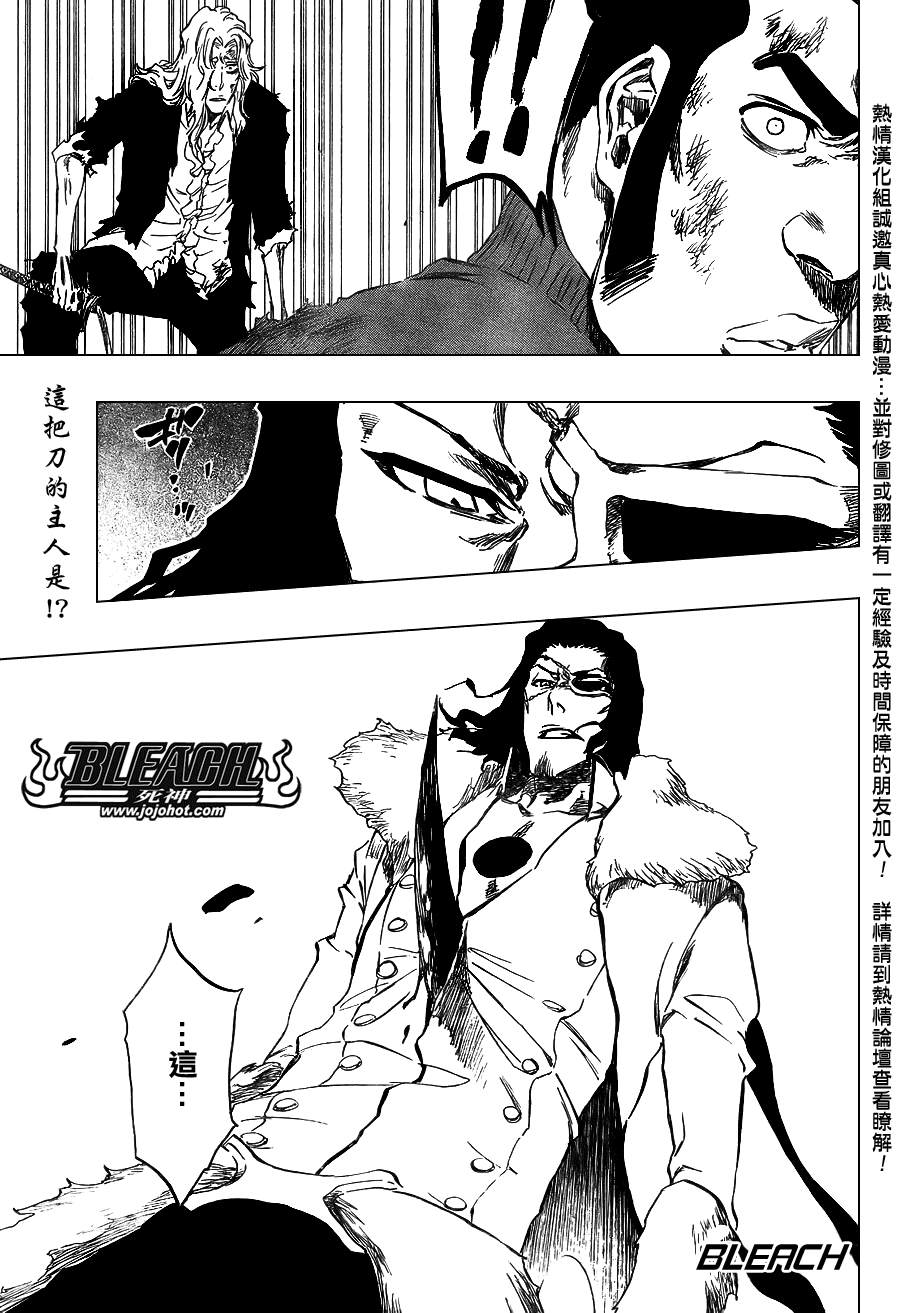 !!
熱情漢化組誠邀真心熱愛動漫…並對修圖或翻譯有一定經驗及時間保障的朋友加入！ 詳情請到熱情論壇查看瞭解！
這把刀的主人是!?
BLEACH
死神
www.jojohot.com
…這…
BLEACH